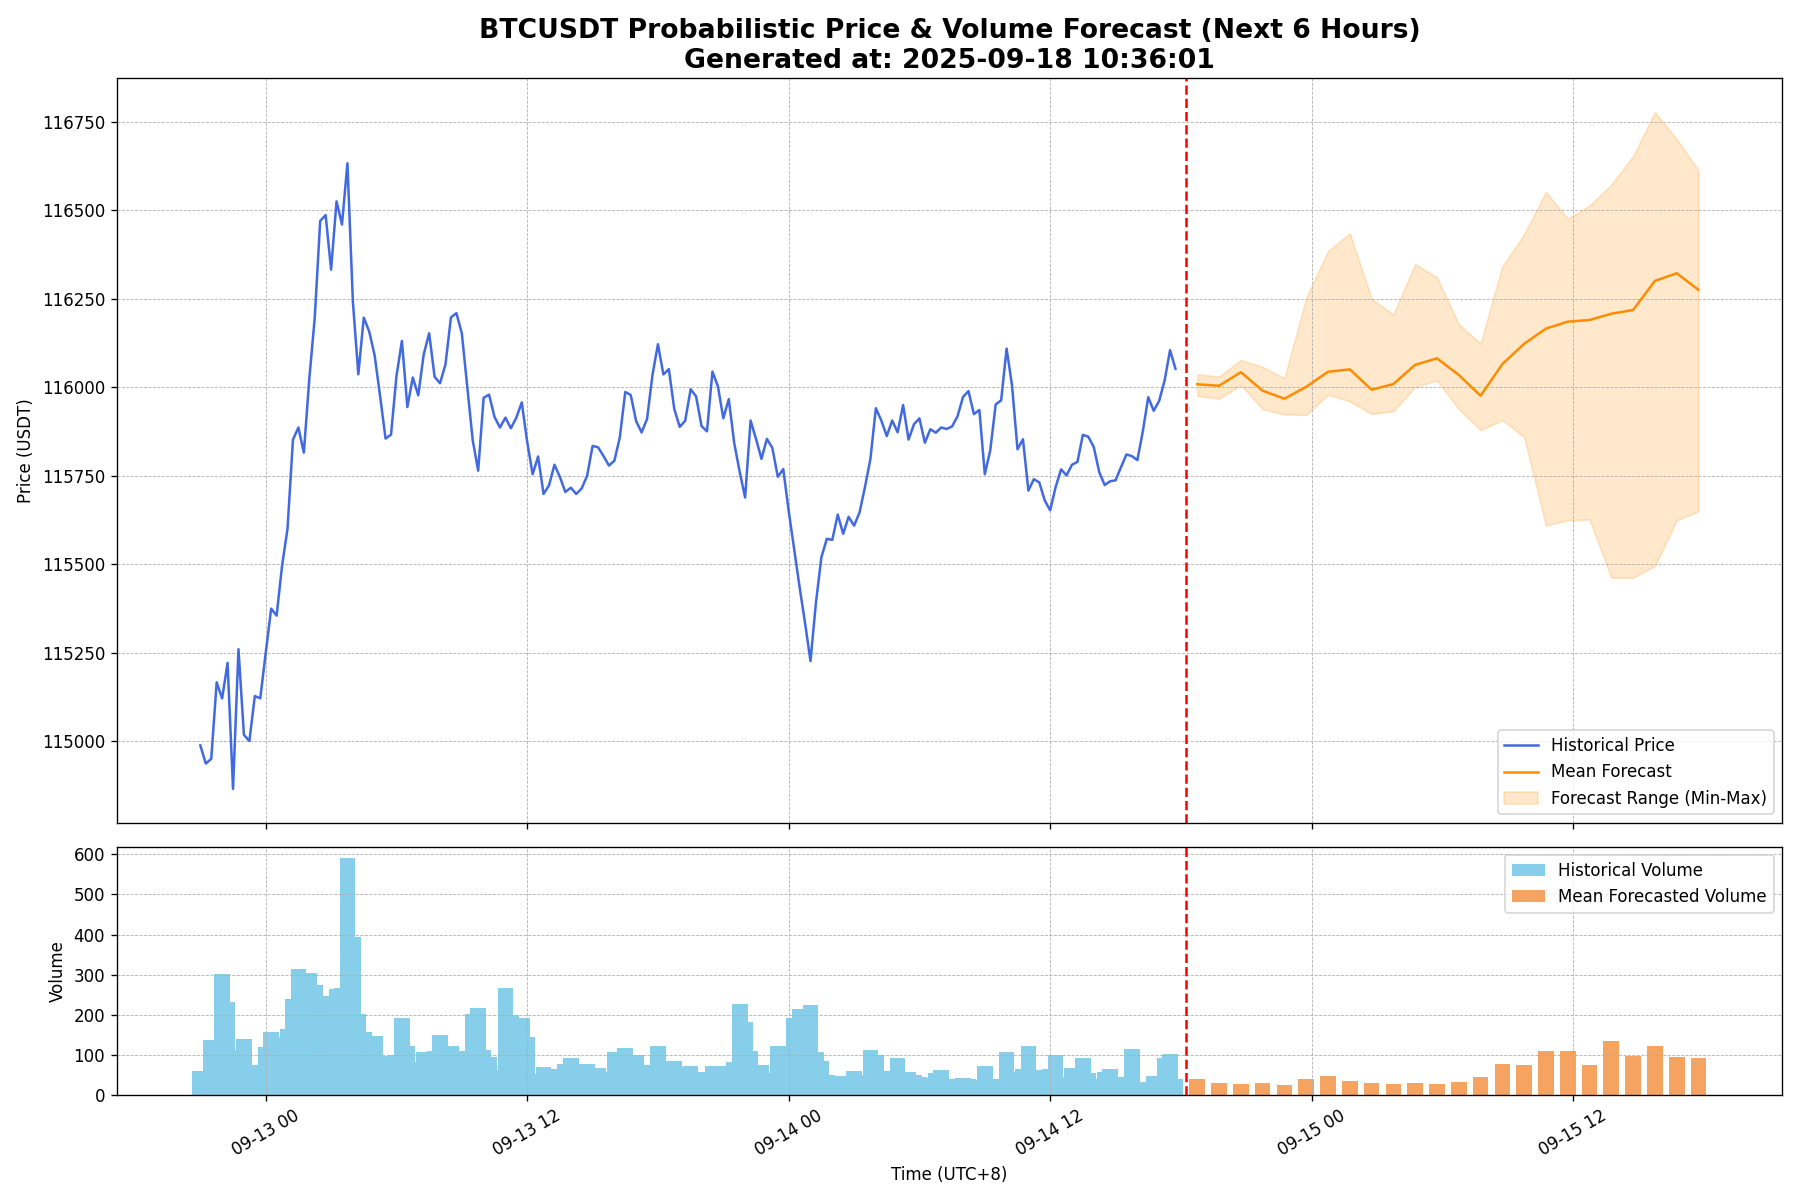 BTCUSDT Probabilistic Price & Volume Forecast (Next 6 Hours)
Generated at: 2025-09-18 10:36:01
Price (USDT)
116750
116500
116250
116000
115750
115500
115250
115000
Historical Price
Mean Forecast
Forecast Range (Min-Max)
Volume
600
500
400
300
200
100
0
Historical Volume
Mean Forecasted Volume
09-13 00
09-13 12
09-14 00
09-14 12
09-15 00
09-15 12
Time (UTC+8)